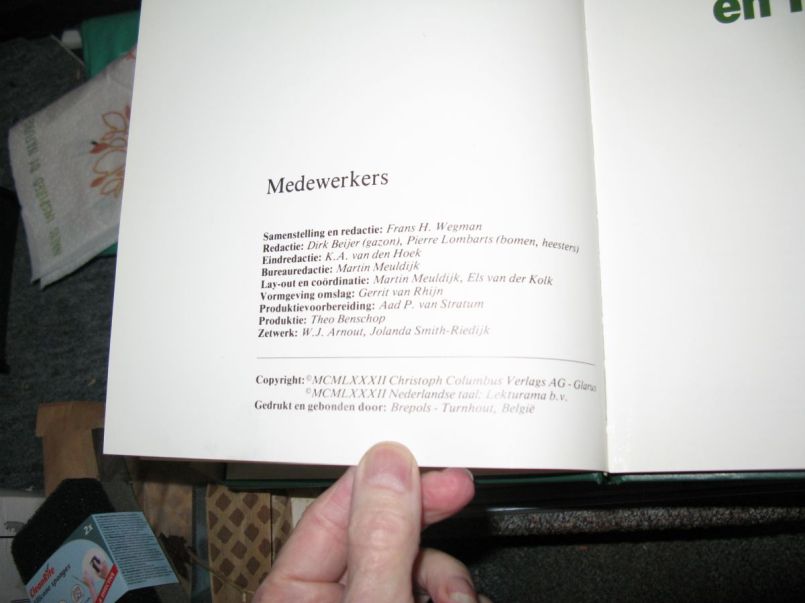 en
Medewerkers
Samenstelling en redactie: Frans H. Wegman
Redactie: Dirk Beijer (gazon), Pierre Lombarts (bomen, heesters)
Eindredactie: K.A. van den Hoek
Bureauredactie: Martin Meuldijk
Lay-out en coördinatie: Martin Meuldijk, Els van der Kolk
Vormgeving omslag: Gerrit van Rhijn
Produktievoorbereiding: Aad P. van Stratum
Produktie: Theo Benschop
Zetwerk: W.J. Arnout, Jolanda Smith-Riedijk
Copyright: ©MCMLXXXII Christoph Columbus Verlags AG - Glarus
©MCMLXXXII Nederlandse taal: Lekturama b.v.
Gedrukt en gebonden door: Brepols - Turnhout, België
2x